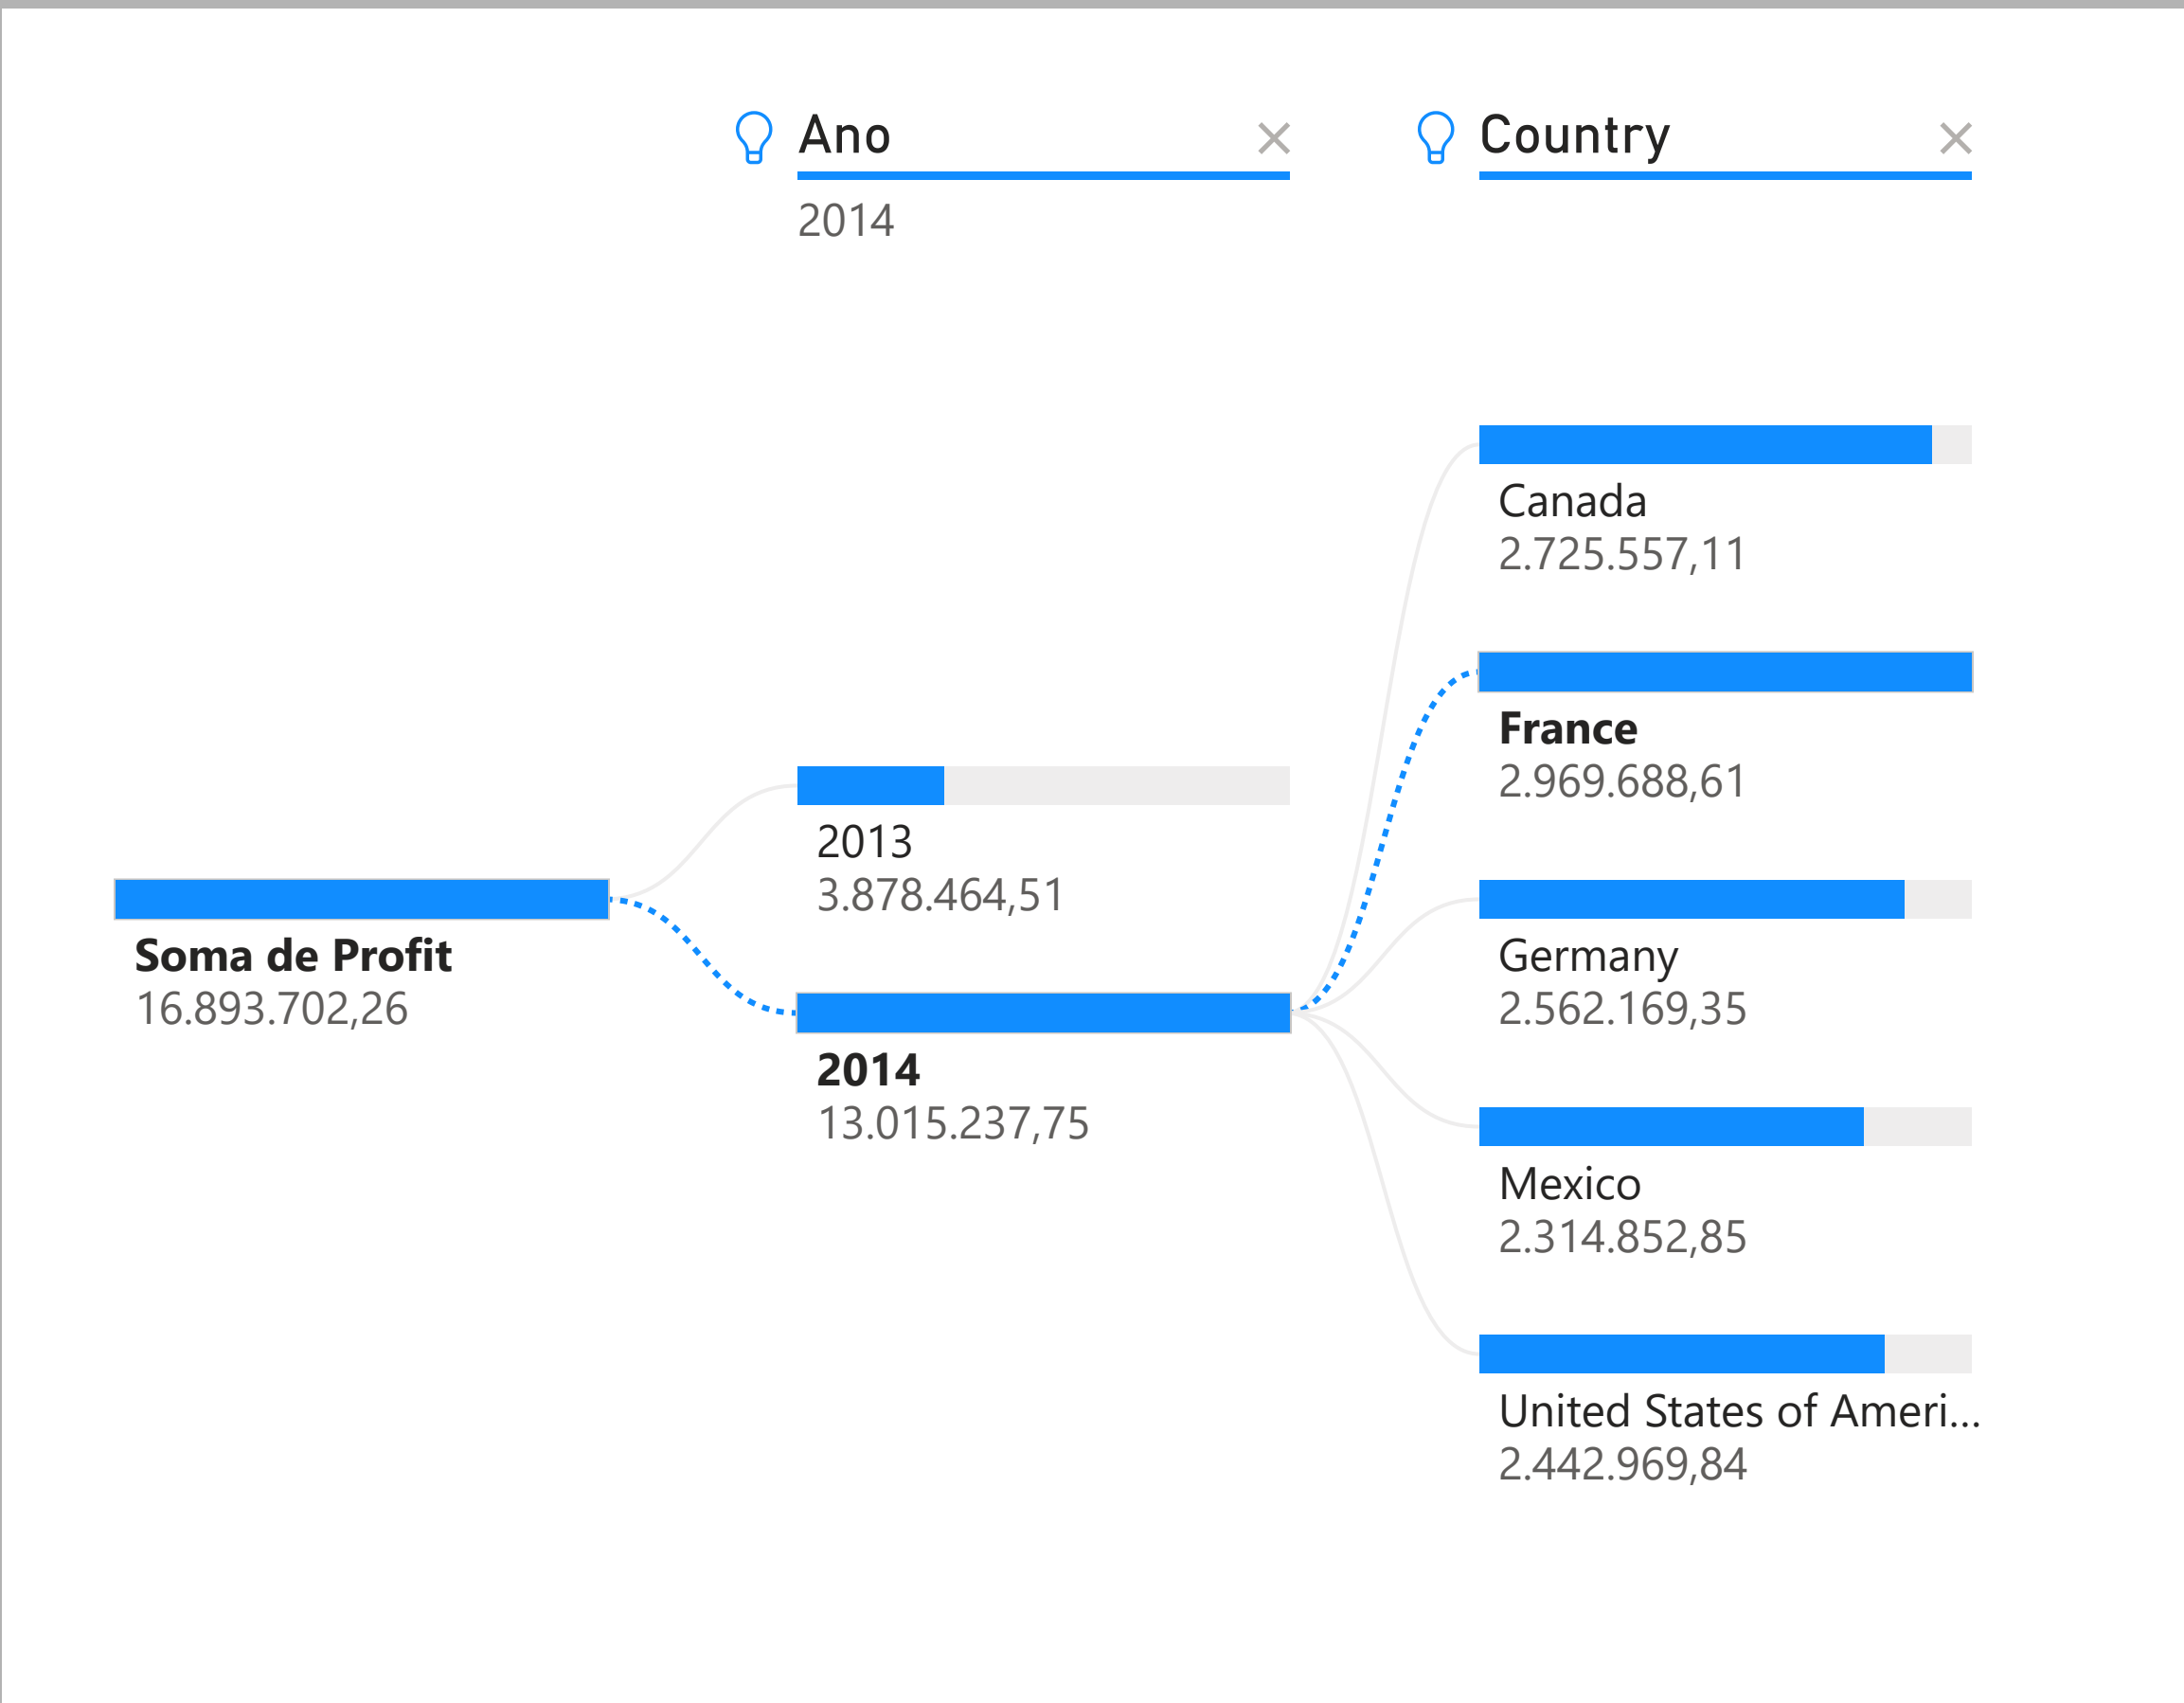 Ano
2014
Country
Soma de Profit
16.893.702,26
2013
3.878.464,51
2014
13.015.237,75
Canada
2.725.557,11
France
2.969.688,61
Germany
2.562.169,35
Mexico
2.314.852,85
United States of Ameri...
2.442.969,84